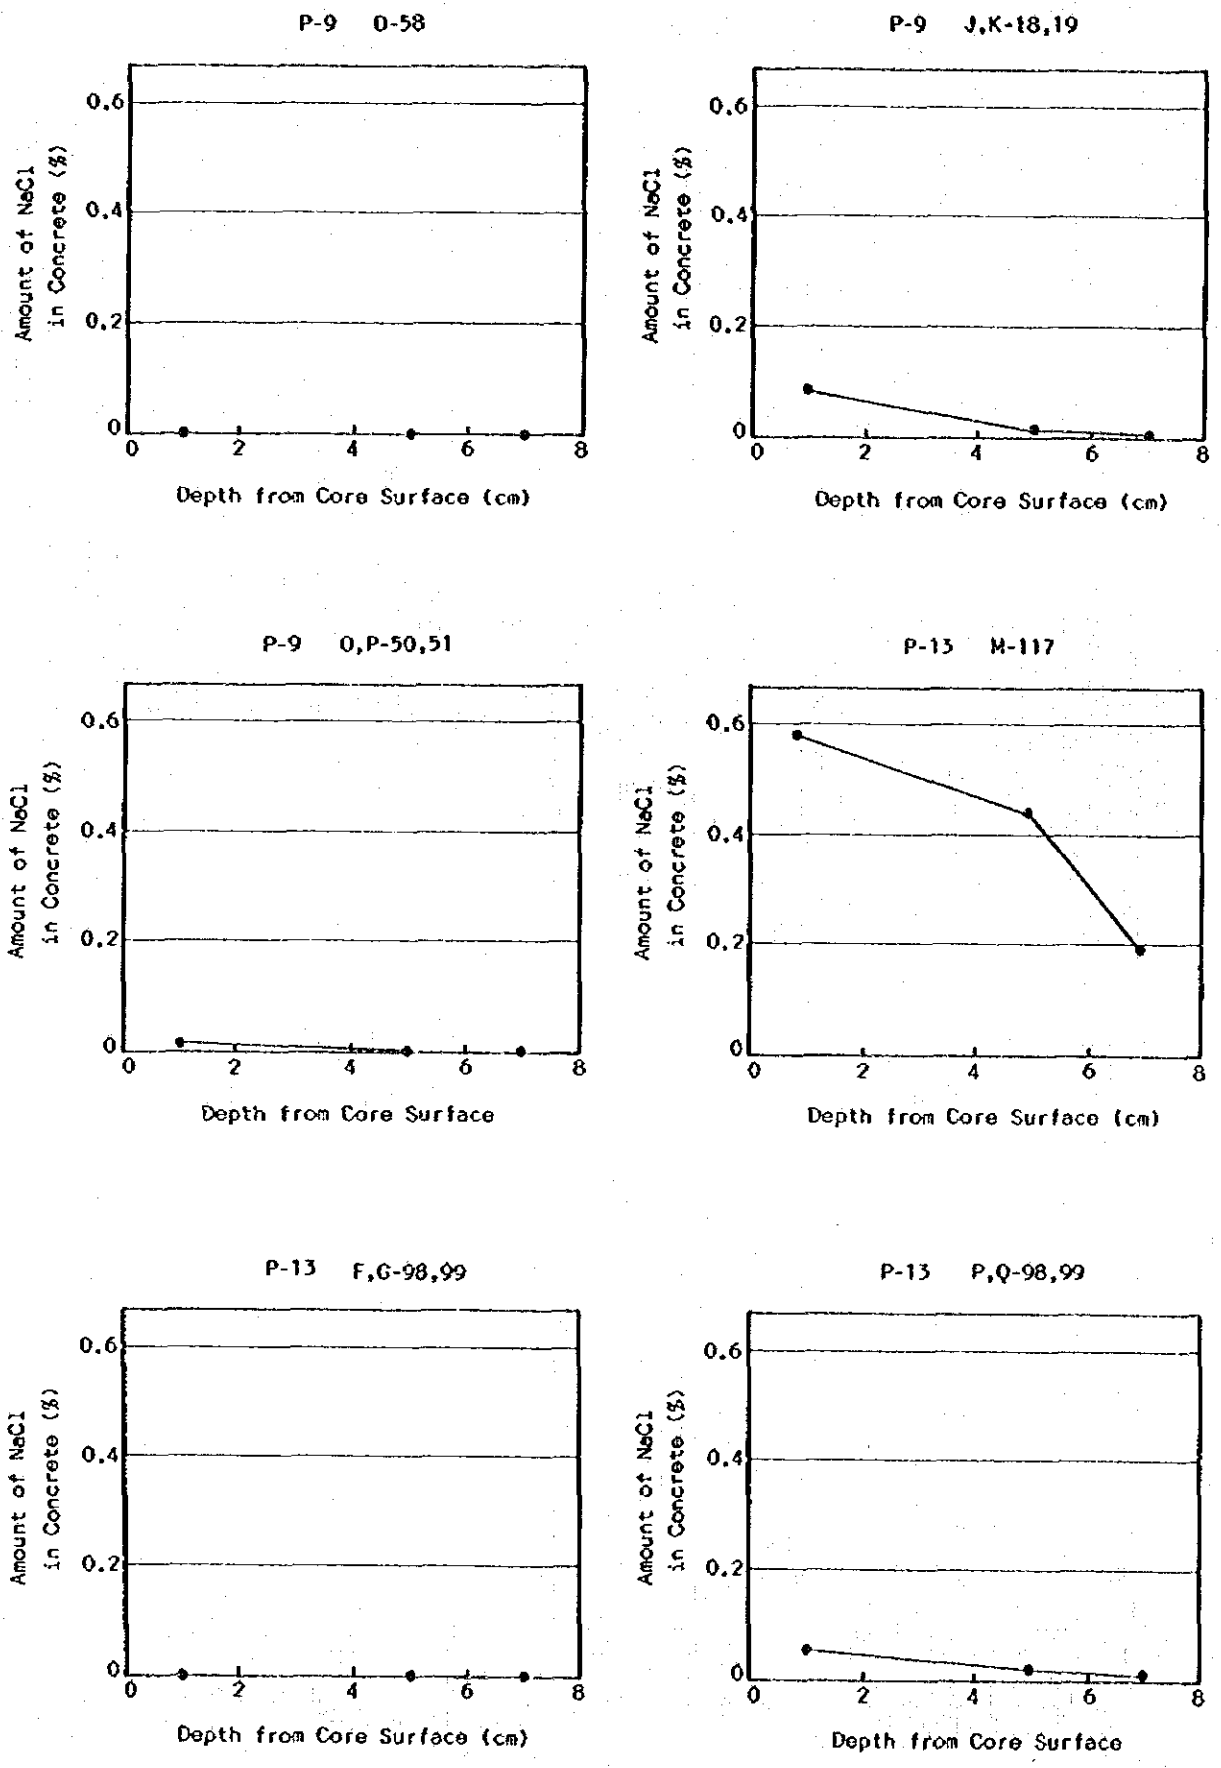 P-9 O-58
0.6
0.4
0.2
0
0 2 4 6 8
Amount of NaCl
in Concrete (%)
Depth from Core Surface (cm)
P-9 J,K-18,19
0.6
0.4
0.2
0
0 2 4 6 8
Amount of NaCl
in Concrete (%)
Depth from Core Surface (cm)
P-9 O,P-50,51
0.6
0.4
0.2
0
0 2 4 6 8
Amount of NaCl
in Concrete (%)
Depth from Core Surface
P-13 M-117
0.6
0.4
0.2
0
0 2 4 6 8
Amount of NaCl
in Concrete (%)
Depth from Core Surface (cm)
P-13 F,G-98,99
0.6
0.4
0.2
0
0 2 4 6 8
Amount of NaCl
in Concrete (%)
Depth from Core Surface (cm)
P-13 P,Q-98,99
0.6
0.4
0.2
0
0 2 4 6 8
Amount of NaCl
in Concrete (%)
Depth from Core Surface